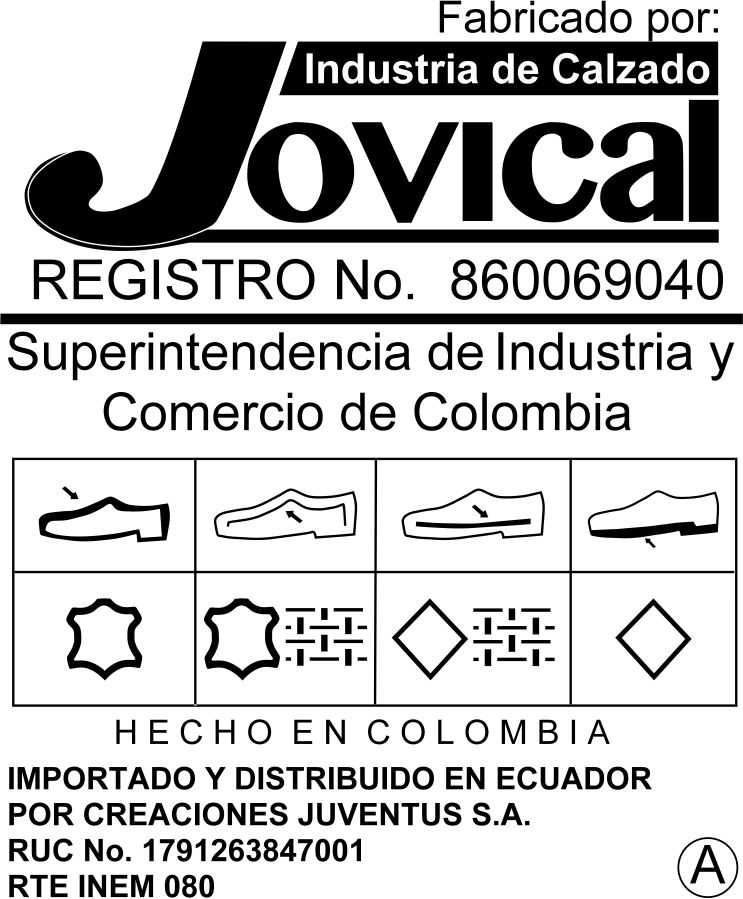 Fabricado por:
Industria de Calzado
Jovical
REGISTRO No. 860069040
Superintendencia de Industria y
Comercio de Colombia
HECHO EN COLOMBIA
IMPORTADO Y DISTRIBUIDO EN ECUADOR
POR CREACIONES JUVENTUS S.A.
RUC No. 1791263847001
RTE INEM 080
A